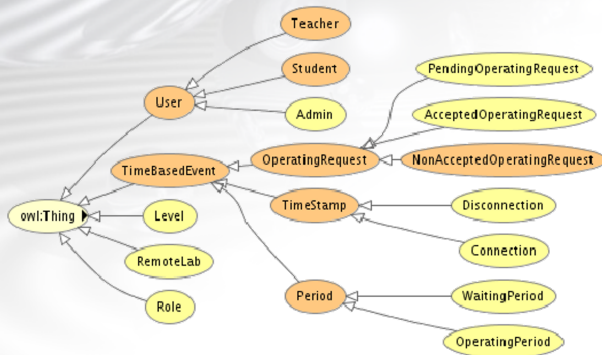 Teacher
Student
PendingOperatingRequest
User
Admin
AcceptedOperatingRequest
OperatingRequest
NonAcceptedOperatingRequest
TimeBasedEvent
TimeStamp
Disconnection
owl:Thing
Level
Connection
RemoteLab
Period
WaitingPeriod
Role
OperatingPeriod